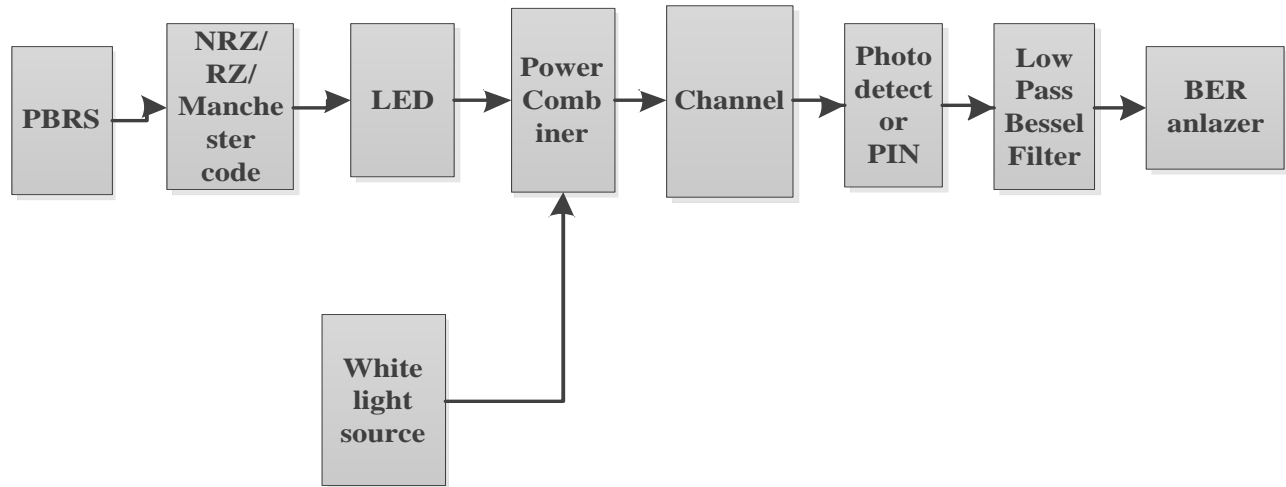 PBRS
NRZ/
RZ/
Manche
ster
code
LED
Power
Comb
iner
Channel
Photo
detect
or
PIN
Low
Pass
Bessel
Filter
BER
anlazer
White
light
source